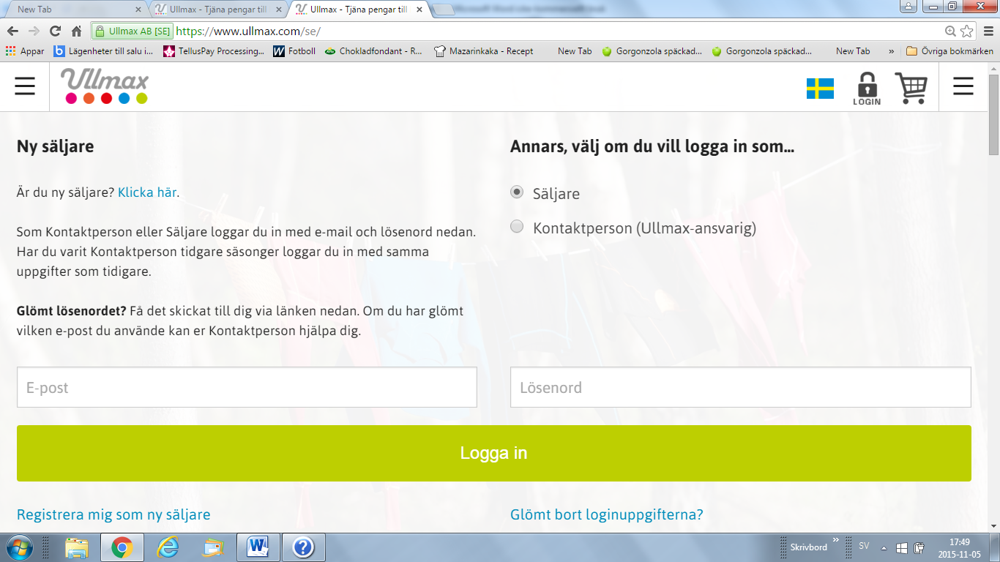 New Tab
Ullmax - Tjäna pengar till
Ullmax - Tjäna pengar till
Ullmax AB [SE] https://www.ullmax.com/se/
Appar Lägenheter till salu i... TellusPay Processing... Fotboll Chokladfondant - R... Mazarinkaka - Recept New Tab Gorgonzola späckad... Gorgonzola späckad... New Tab » Övriga bokmärken
Ullmax
LOGIN
Ny säljare
Är du ny säljare? Klicka här.
Som Kontaktperson eller Säljare loggar du in med e-mail och lösenord nedan.
Har du varit Kontaktperson tidgare säsonger loggar du in med samma
uppgifter som tidigare.
Glömt lösenordet? Få det skickat till dig via länken nedan. Om du har glömt
vilken e-post du använde kan er Kontaktperson hjälpa dig.
Annars, välj om du vill logga in som...
Säljare
Kontaktperson (Ullmax-ansvarig)
E-post
Lösenord
Logga in
Registrera mig som ny säljare
Glömt bort loginuppgifterna?
Skrivbord » SV 17:49
2015-11-05